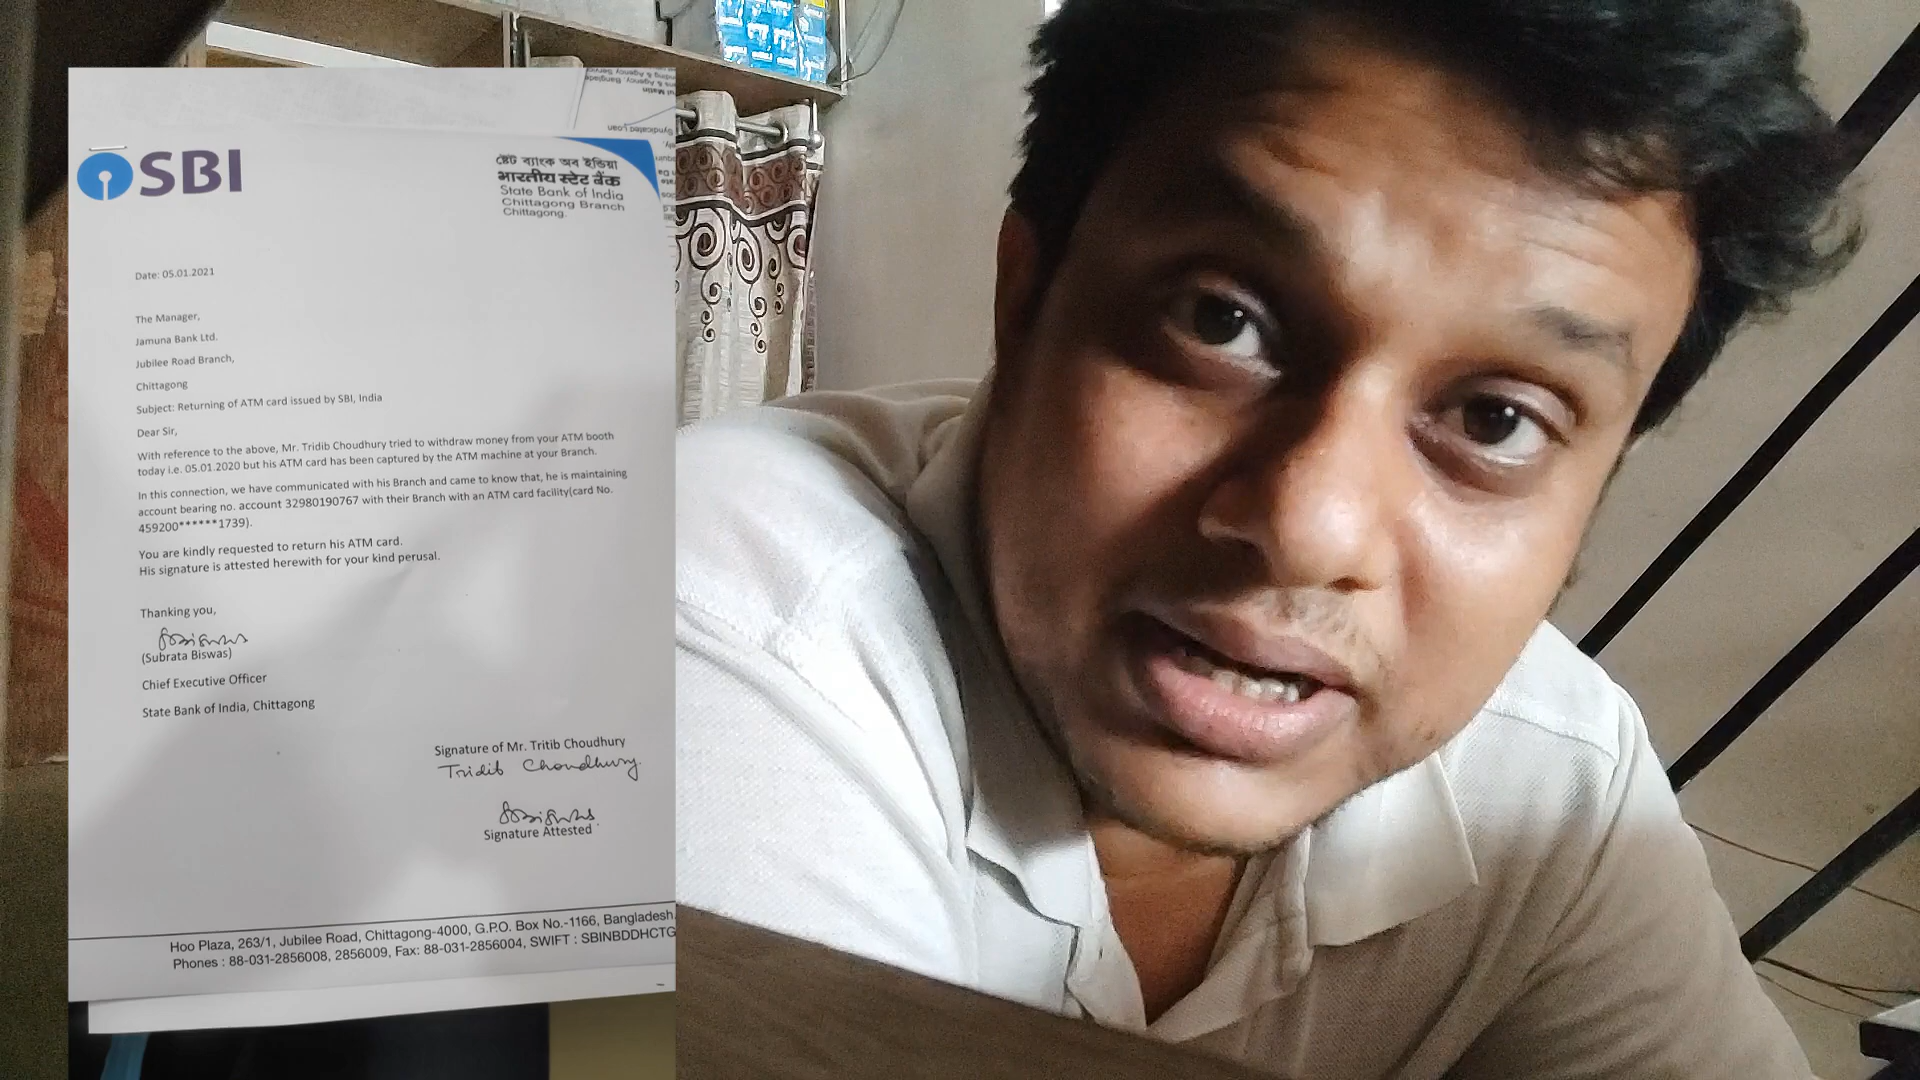 SBI
ষ্টেট ব্যাংক অব ইন্ডিয়া
भारतीय स्टेट बैंक
State Bank of India
Chittagong Branch
Chittagong.
Syndicated Loan
Date: 05.01.2021
The Manager,
Jamuna Bank Ltd.
Jubilee Road Branch,
Chittagong
Subject: Returning of ATM card issued by SBI, India
Dear Sir,
With reference to the above, Mr. Tridib Choudhury tried to withdraw money from your ATM booth
today i.e. 05.01.2020 but his ATM card has been captured by the ATM machine at your Branch.
In this connection, we have communicated with his Branch and came to know that, he is maintaining
account bearing no. account 32980190767 with their Branch with an ATM card facility(card No.
459200******1739).
You are kindly requested to return his ATM card.
His signature is attested herewith for your kind perusal.
Thanking you,
(Subrata Biswas)
Chief Executive Officer
State Bank of India, Chittagong
Signature of Mr. Tritib Choudhury
Tridib Choudhury
Signature Attested
Hoo Plaza, 263/1, Jubilee Road, Chittagong-4000, G.P.O. Box No.-1166, Bangladesh.
Phones : 88-031-2856008, 2856009, Fax: 88-031-2856004, SWIFT : SBINBDDHCTG